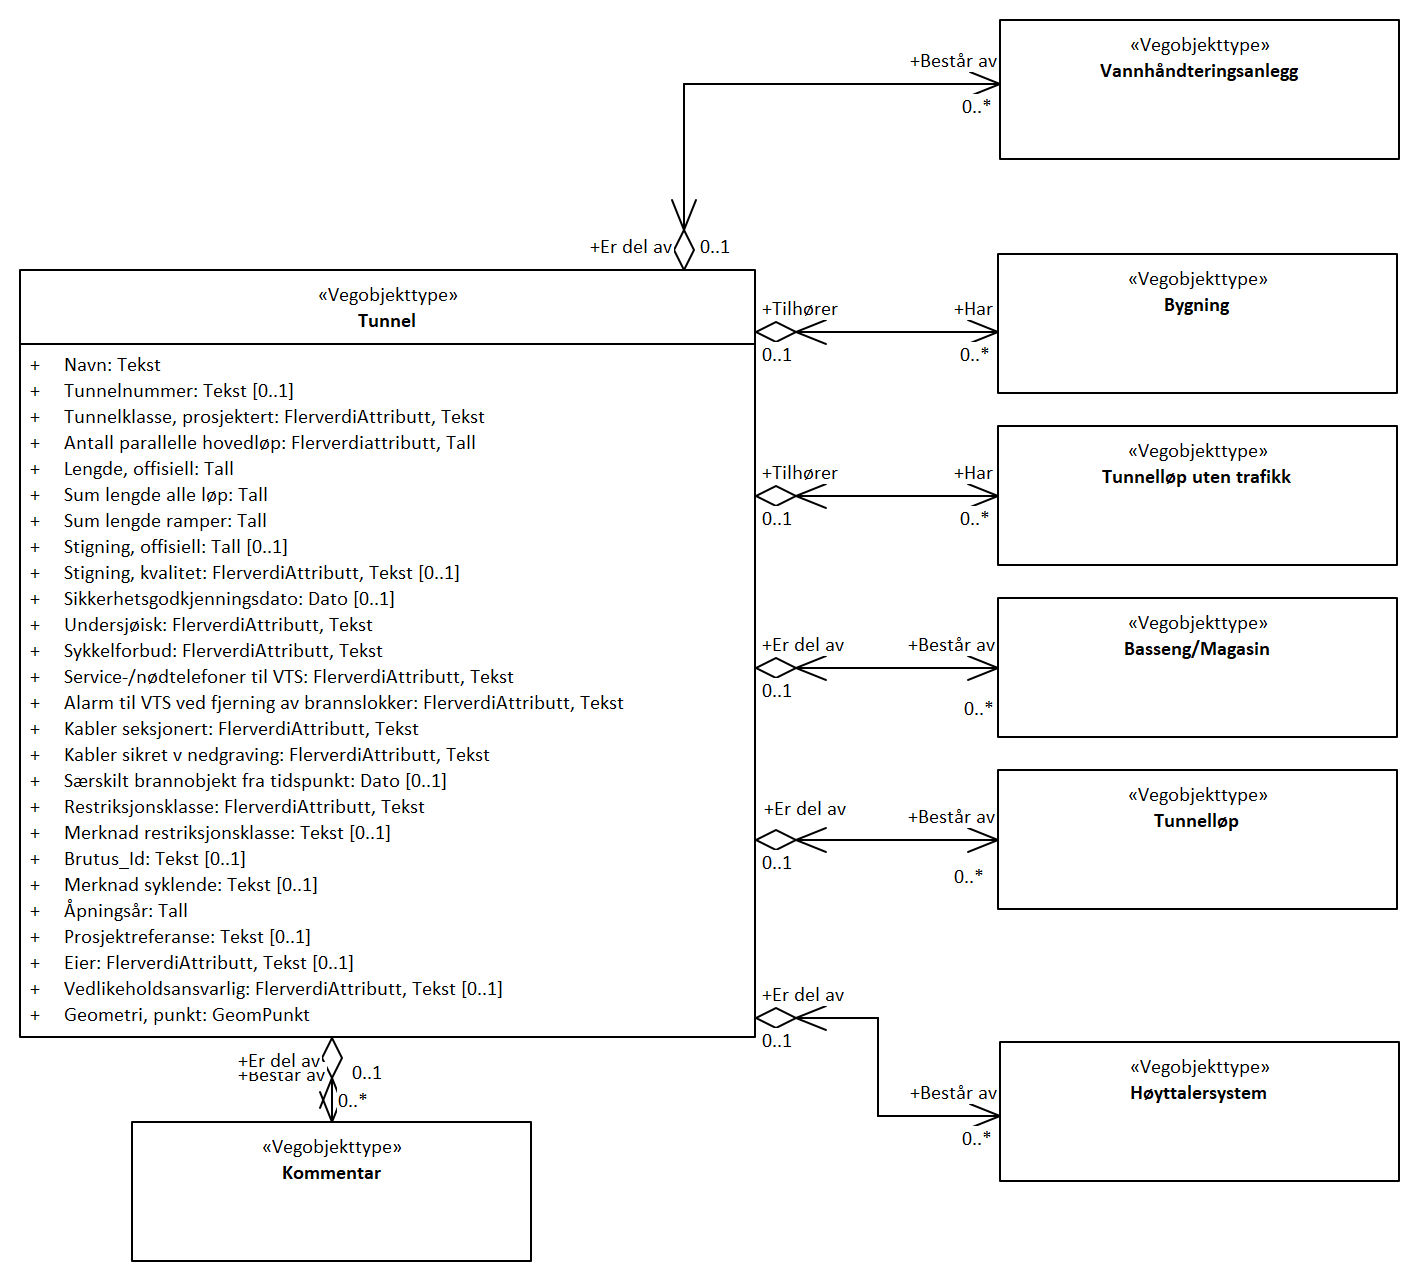 «Vegobjekttype»
Vannhåndteringsanlegg
+Består av
0..*
+Er del av
0..1
«Vegobjekttype»
Tunnel
+ Navn: Tekst
+ Tunnelnummer: Tekst [0..1]
+ Tunnelklasse, prosjektert: FlerverdiAttributt, Tekst
+ Antall parallelle hovedløp: Flerverdiattributt, Tall
+ Lengde, offisiell: Tall
+ Sum lengde alle løp: Tall
+ Sum lengde ramper: Tall
+ Stigning, offisiell: Tall [0..1]
+ Stigning, kvalitet: FlerverdiAttributt, Tekst [0..1]
+ Sikkerhetsgodkjenningsdato: Dato [0..1]
+ Undersjøisk: FlerverdiAttributt, Tekst
+ Sykkelforbud: FlerverdiAttributt, Tekst
+ Service-/nødtelefoner til VTS: FlerverdiAttributt, Tekst
+ Alarm til VTS ved fjerning av brannslokker: FlerverdiAttributt, Tekst
+ Kabler seksjonert: FlerverdiAttributt, Tekst
+ Kabler sikret v nedgraving: FlerverdiAttributt, Tekst
+ Særskilt brannobjekt fra tidspunkt: Dato [0..1]
+ Restriksjonsklasse: FlerverdiAttributt, Tekst
+ Merknad restriksjonsklasse: Tekst [0..1]
+ Brutus_Id: Tekst [0..1]
+ Merknad syklende: Tekst [0..1]
+ Åpningsår: Tall
+ Prosjektreferanse: Tekst [0..1]
+ Eier: FlerverdiAttributt, Tekst [0..1]
+ Vedlikeholdsansvarlig: FlerverdiAttributt, Tekst [0..1]
+ Geometri, punkt: GeomPunkt
+Tilhører
0..1
+Har
0..*
«Vegobjekttype»
Bygning
+Tilhører
0..1
+Har
0..*
«Vegobjekttype»
Tunnelløp uten trafikk
+Er del av
0..1
+Består av
0..*
«Vegobjekttype»
Basseng/Magasin
+Er del av
0..1
+Består av
0..*
«Vegobjekttype»
Tunnelløp
+Er del av
0..1
+Består av
0..*
«Vegobjekttype»
Høyttalersystem
+Er del av
0..1
+Består av
0..*
«Vegobjekttype»
Kommentar